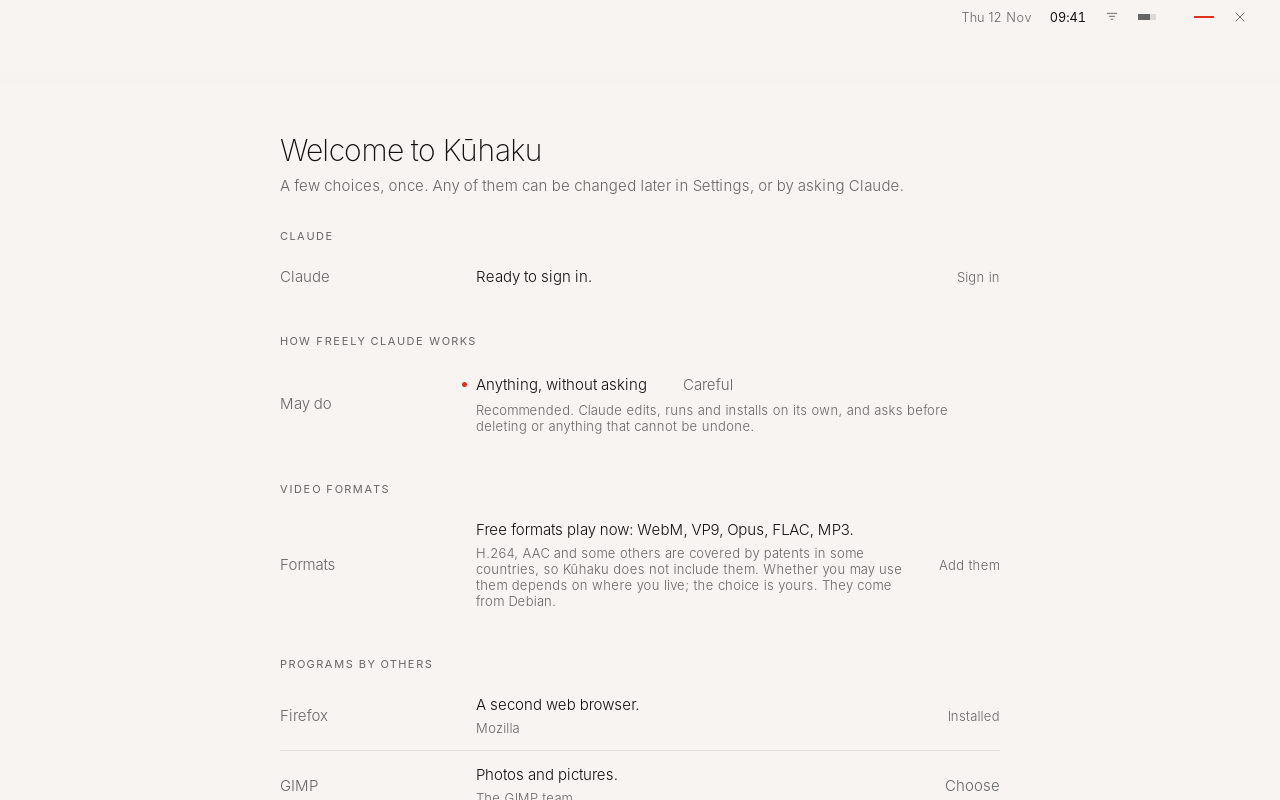 Thu 12 Nov 09:41
Welcome to Kūhaku
A few choices, once. Any of them can be changed later in Settings, or by asking Claude.
CLAUDE
Claude Ready to sign in. Sign in
HOW FREELY CLAUDE WORKS
Anything, without asking Careful
May do
Recommended. Claude edits, runs and installs on its own, and asks before
deleting or anything that cannot be undone.
VIDEO FORMATS
Free formats play now: WebM, VP9, Opus, FLAC, MP3.
Formats
H.264, AAC and some others are covered by patents in some
countries, so Kūhaku does not include them. Whether you may use
them depends on where you live; the choice is yours. They come
from Debian.
Add them
PROGRAMS BY OTHERS
Firefox
A second web browser.
Mozilla
Installed
GIMP
Photos and pictures.
The GIMP team
Choose